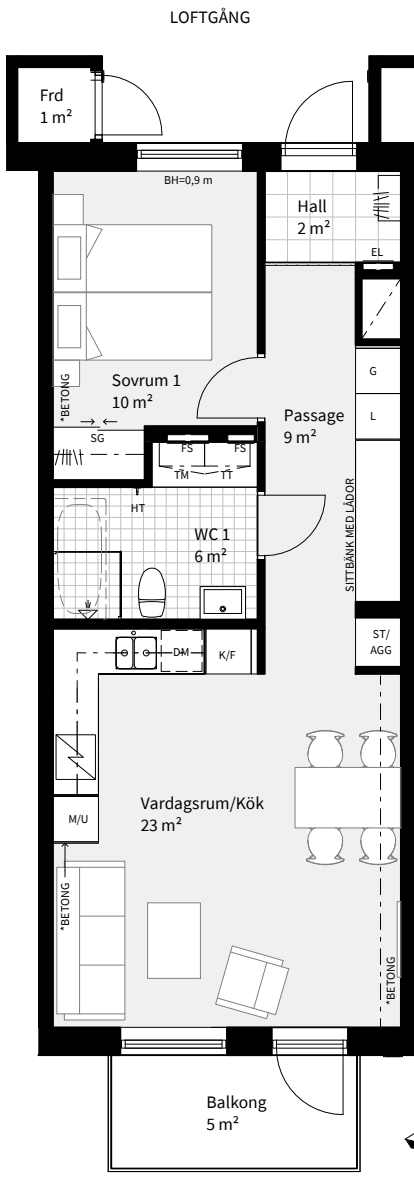 LOFTGÅNG
Frd
1 m²
BH=0,9 m
Hall
2 m²
EL
Sovrum 1
10 m²
*BETONG
SG
G
L
Passage
9 m²
FS
FS
TM
TT
HT
WC 1
6 m²
SITTBÄNK MED LÅDOR
ST/
AGG
DM
K/F
M/U
Vardagsrum/Kök
23 m²
*BETONG
*BETONG
Balkong
5 m²